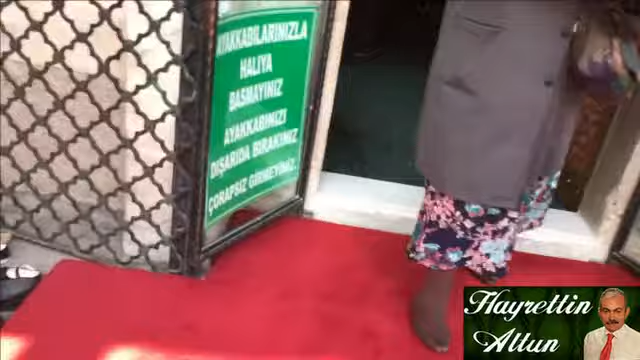 AYAKKABILARINIZLA
HALIYA
BASMAYINIZ
AYAKKABINIZI
DIŞARIDA BIRAKINIZ
ÇORAPSIZ GİRMEYİNİZ.
Hayrettin
Altun